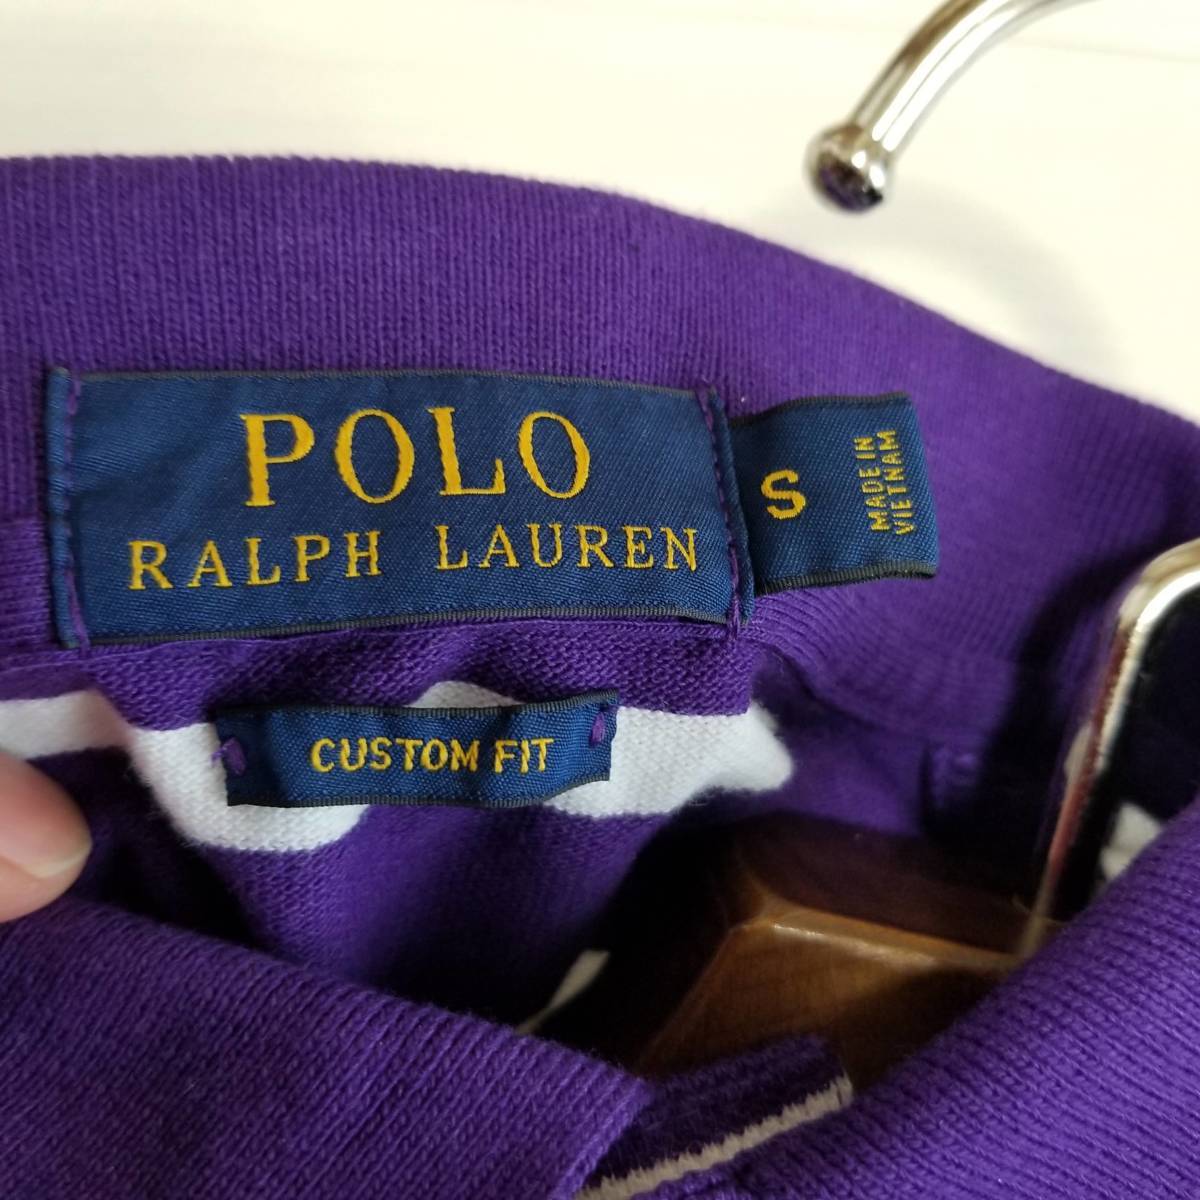 POLO
RALPH LAUREN
S
MADE IN
VIETNAM
CUSTOM FIT